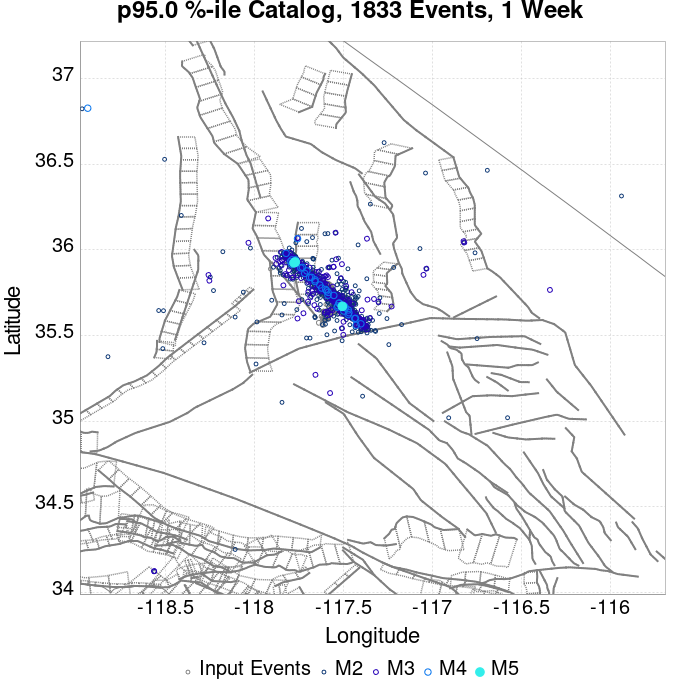 p95.0 %-ile Catalog, 1833 Events, 1 Week
37
36.5
36
35.5
35
34.5
34
Latitude
-118.5 -118 -117.5 -117 -116.5 -116
Longitude
Input Events M2 M3 M4 M5